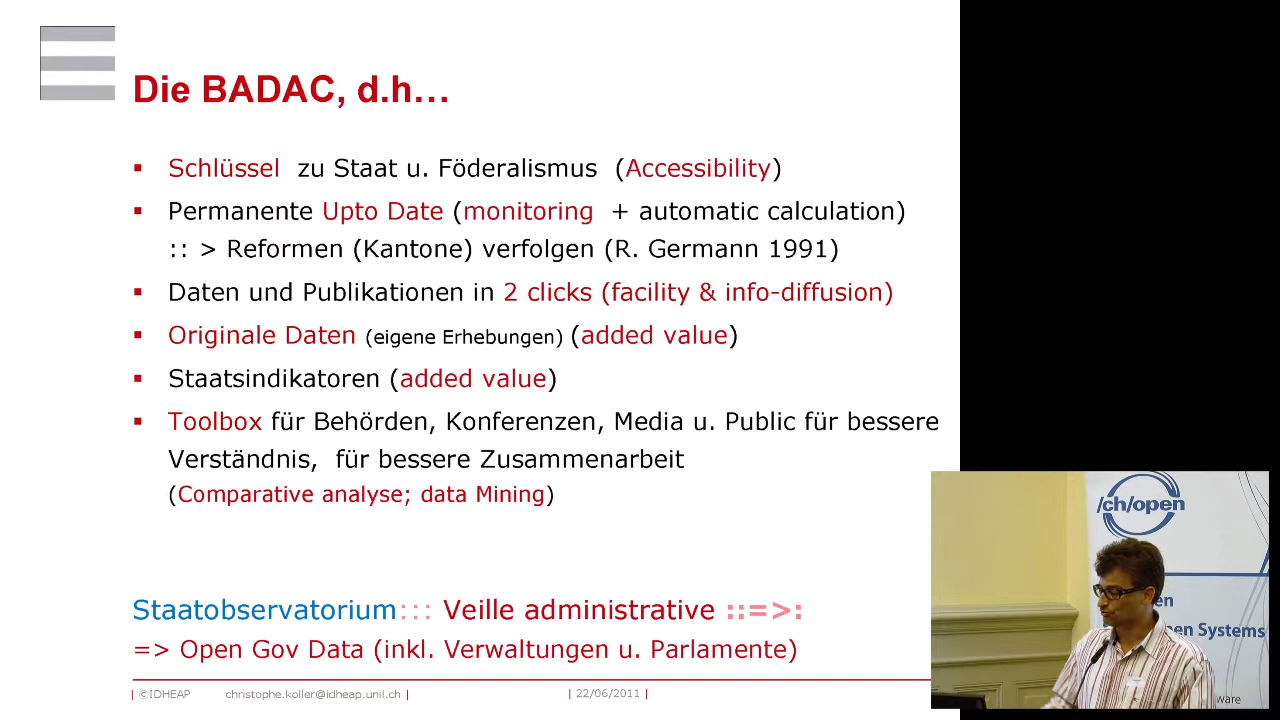 Die BADAC, d.h…
Schlüssel zu Staat u. Föderalismus (Accessibility)
Permanente Upto Date (monitoring + automatic calculation)
:: > Reformen (Kantone) verfolgen (R. Germann 1991)
Daten und Publikationen in 2 clicks (facility & info-diffusion)
Originale Daten (eigene Erhebungen) (added value)
Staatsindikatoren (added value)
Toolbox für Behörden, Konferenzen, Media u. Public für bessere
Verständnis, für bessere Zusammenarbeit
(Comparative analyse; data Mining)
Staatobservatorium::: Veille administrative ::=>:
=> Open Gov Data (inkl. Verwaltungen u. Parlamente)
| ©IDHEAP christophe.koller@idheap.unil.ch | | 22/06/2011 |
/ch/open
Systems